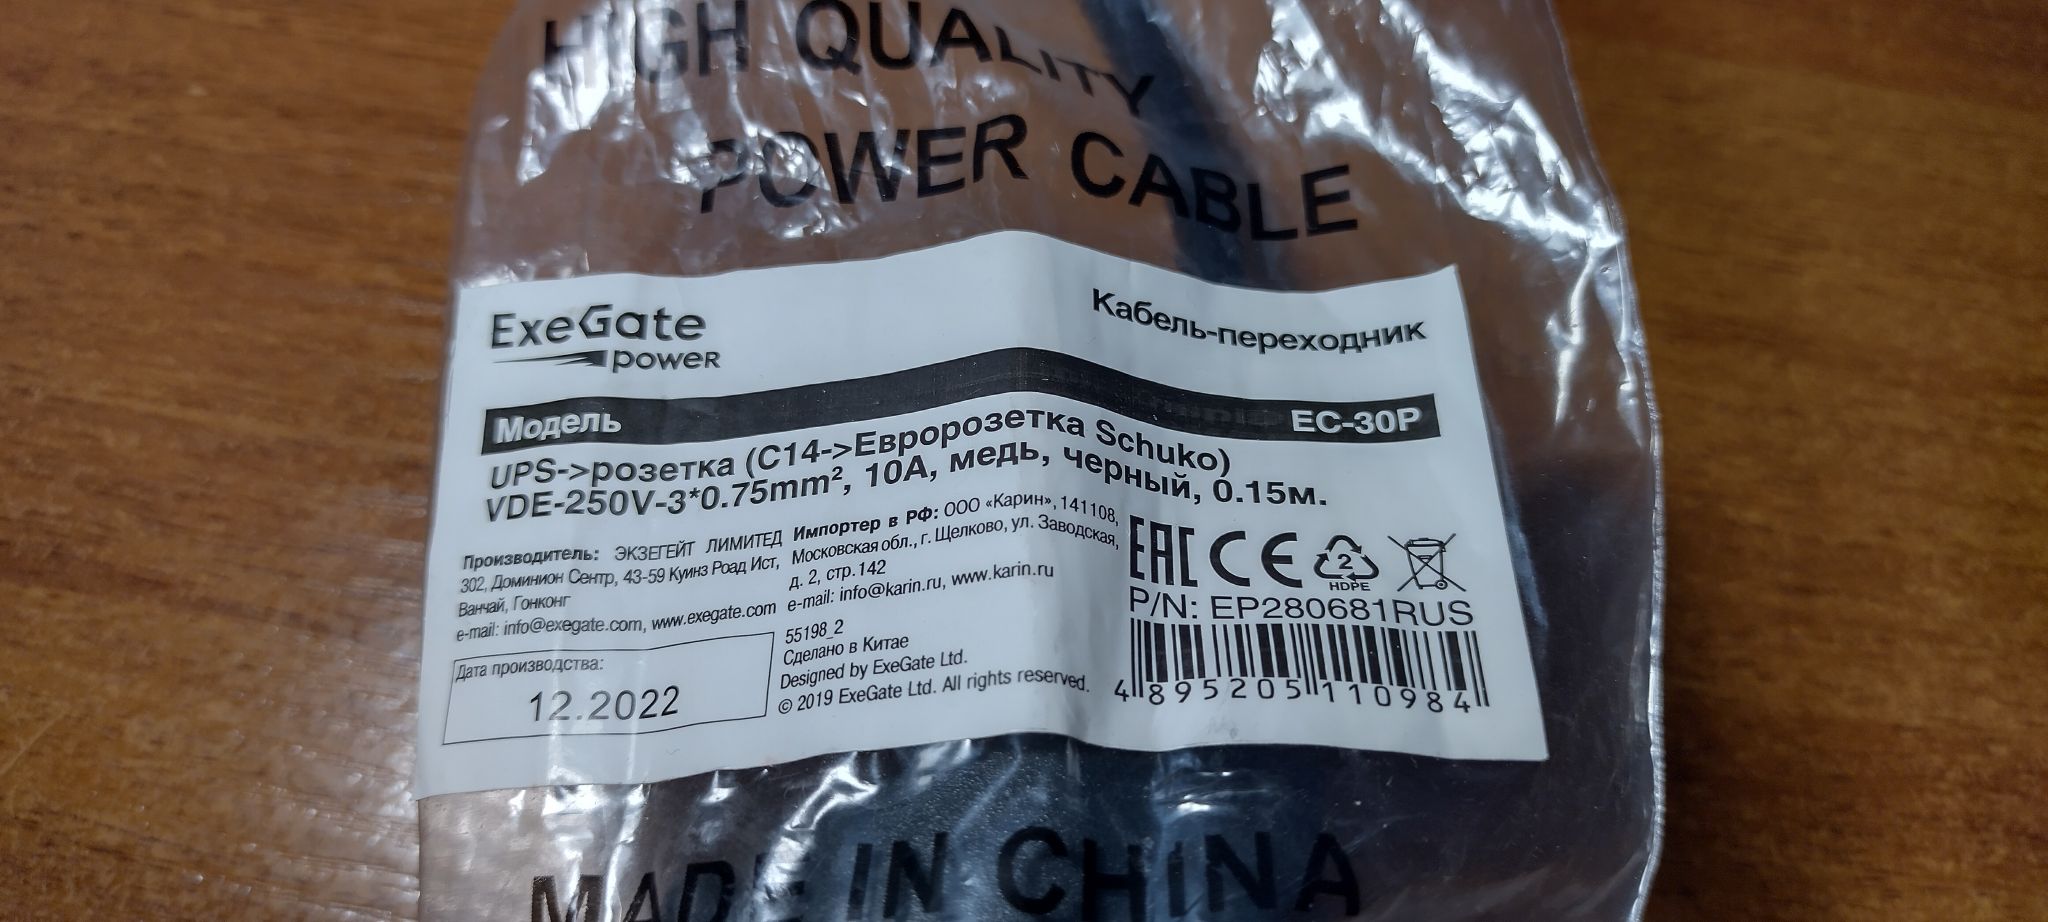 HIGH QUALITY
POWER CABLE
ExeGate
power
Кабель-переходник
Модель EC-30P
UPS->розетка (C14->Евророзетка Schuko)
VDE-250V-3*0.75mm², 10A, медь, черный, 0.15м.
Производитель: ЭКЗЕГЕЙТ ЛИМИТЕД
302, Доминион Сентр, 43-59 Куинз Роад Ист,
Ванчай, Гонконг
e-mail: info@exegate.com, www.exegate.com
Импортер в РФ: ООО «Карин», 141108,
Московская обл., г. Щелково, ул. Заводская,
д. 2, стр.142
e-mail: info@karin.ru, www.karin.ru
Дата производства:
12.2022
55198_2
Сделано в Китае
Designed by ExeGate Ltd.
© 2019 ExeGate Ltd. All rights reserved.
EAC CE 2
HDPE
P/N: EP280681RUS
4 895205 110984
MADE IN CHINA